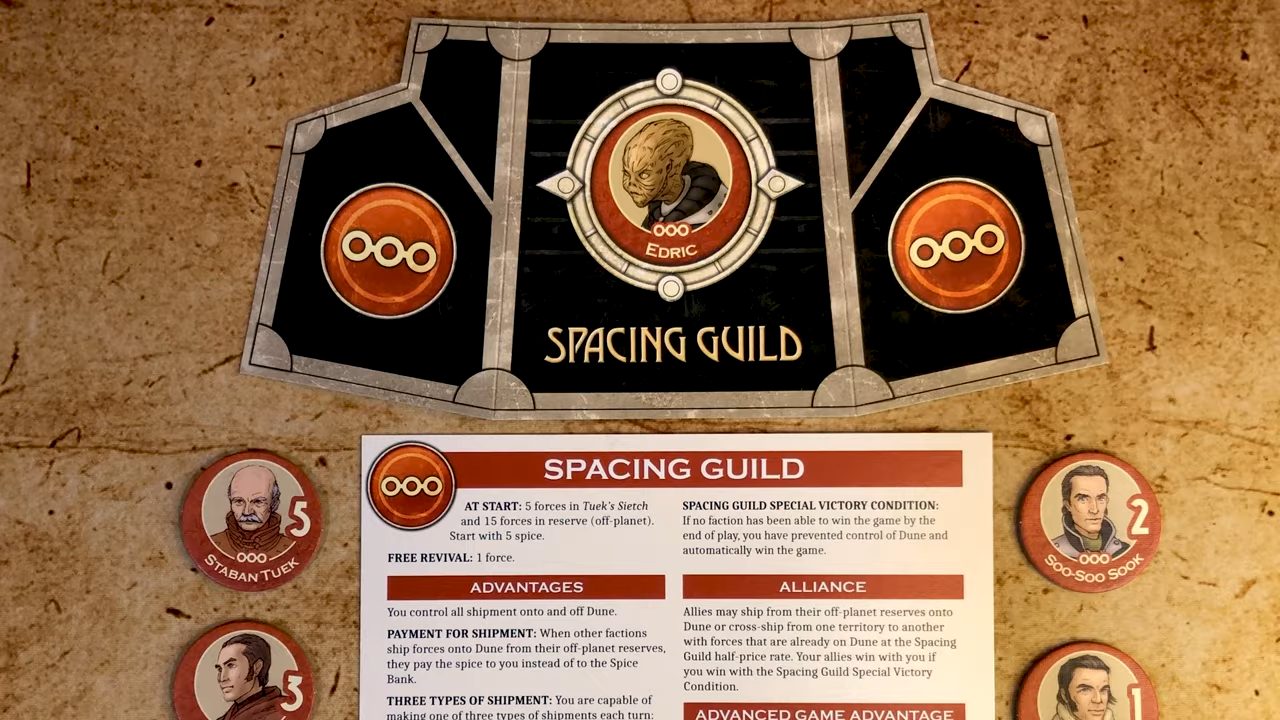 EDRIC
SPACING GUILD
SPACING GUILD
AT START: 5 forces in Tuek's Sietch
and 15 forces in reserve (off-planet).
Start with 5 spice.
FREE REVIVAL: 1 force.
ADVANTAGES
You control all shipment onto and off Dune.
PAYMENT FOR SHIPMENT: When other factions
ship forces onto Dune from their off-planet reserves,
they pay the spice to you instead of to the Spice
Bank.
THREE TYPES OF SHIPMENT: You are capable of
making one of three types of shipments each turn:
SPACING GUILD SPECIAL VICTORY CONDITION:
If no faction has been able to win the game by the
end of play, you have prevented control of Dune and
automatically win the game.
ALLIANCE
Allies may ship from their off-planet reserves onto
Dune or cross-ship from one territory to another
with forces that are already on Dune at the Spacing
Guild half-price rate. Your allies win with you if
you win with the Spacing Guild Special Victory
Condition.
ADVANCED GAME ADVANTAGE
5
STABAN TUEK
3
2
SOO-SOO SOOK
1